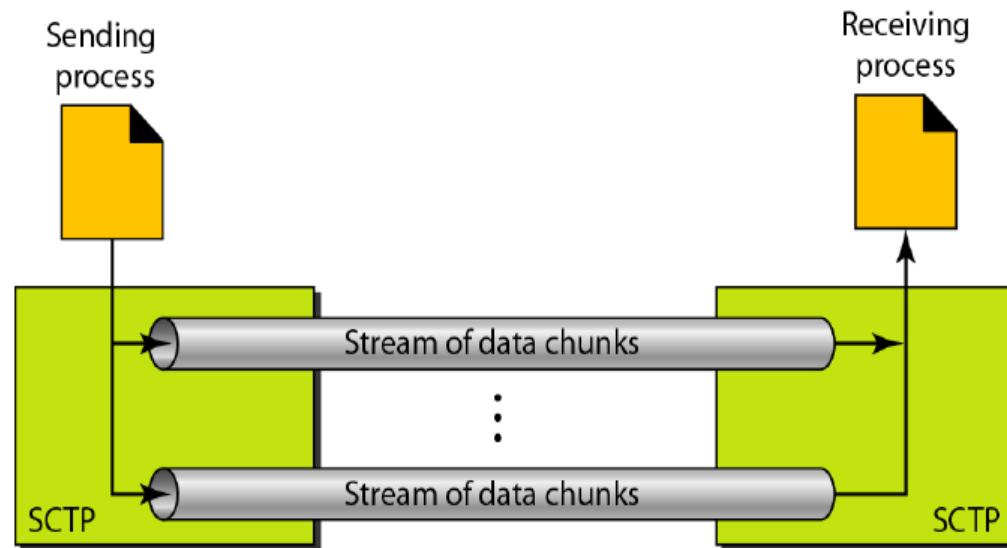 Sending
process
Receiving
process
Stream of data chunks
Stream of data chunks
SCTP
SCTP